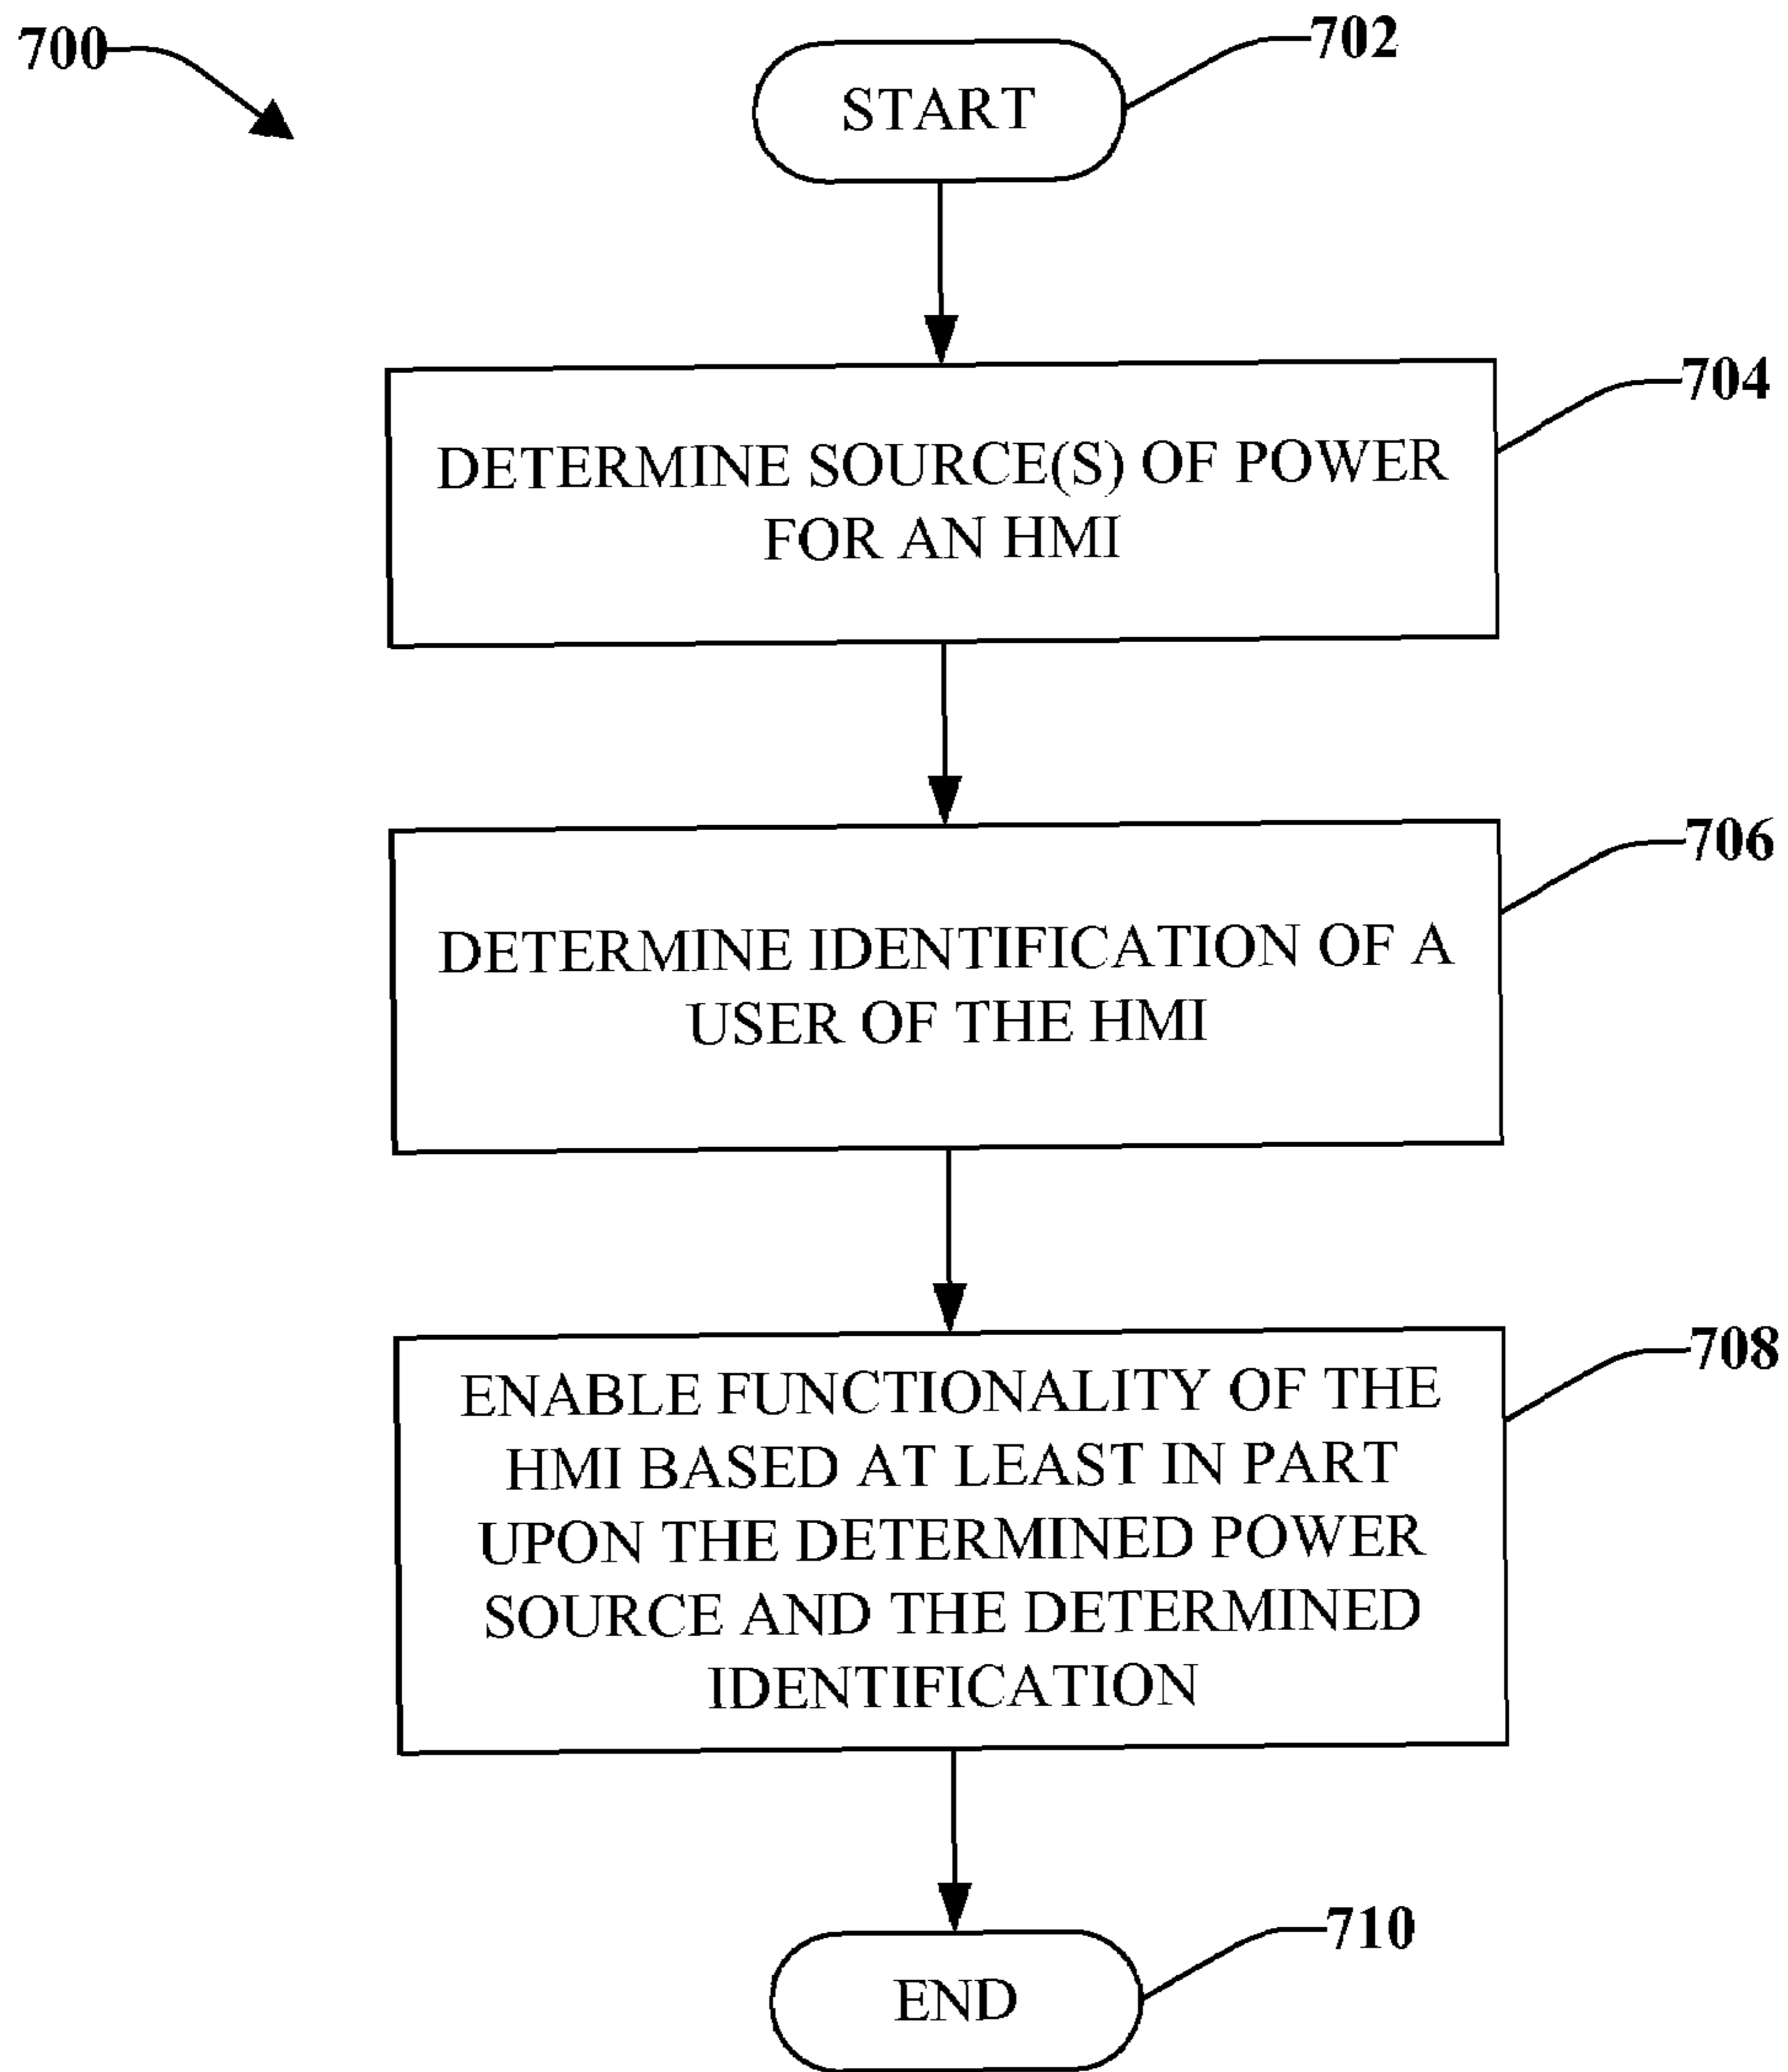 700
702
START
704
DETERMINE SOURCE(S) OF POWER
FOR AN HMI
706
DETERMINE IDENTIFICATION OF A
USER OF THE HMI
708
ENABLE FUNCTIONALITY OF THE
HMI BASED AT LEAST IN PART
UPON THE DETERMINED POWER
SOURCE AND THE DETERMINED
IDENTIFICATION
710
END